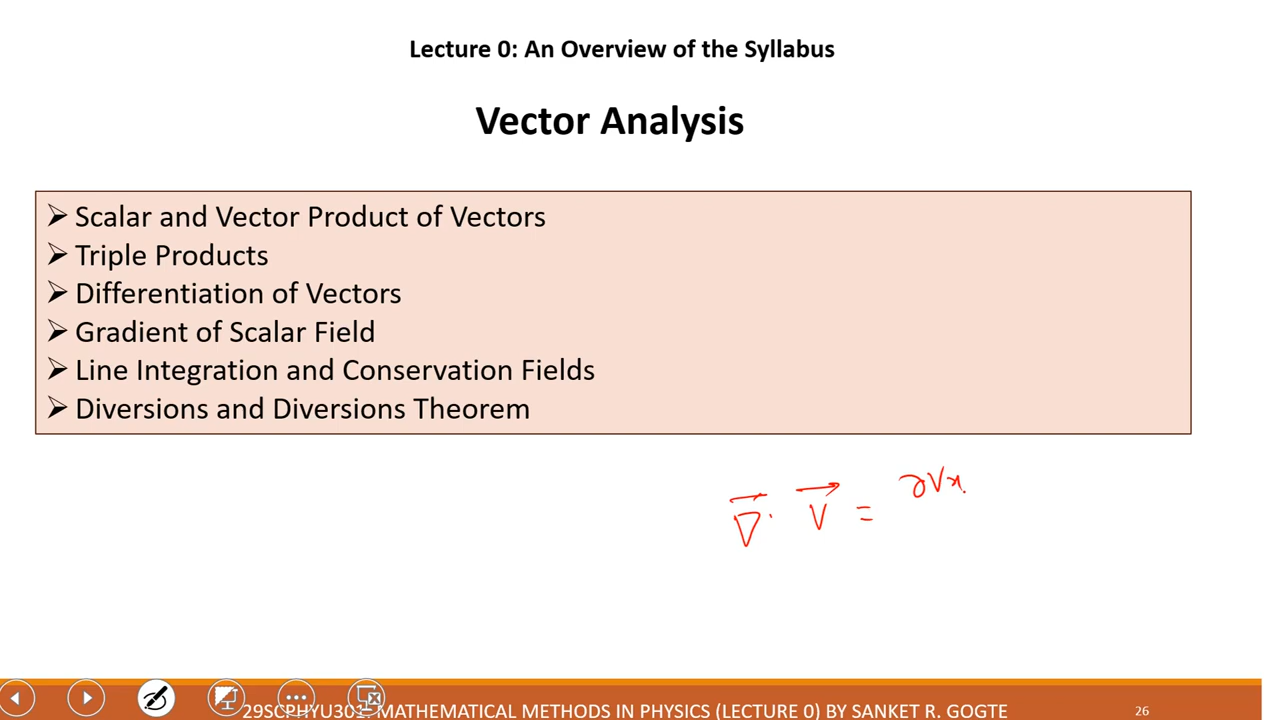 Lecture 0: An Overview of the Syllabus
Vector Analysis
➢ Scalar and Vector Product of Vectors
➢ Triple Products
➢ Differentiation of Vectors
➢ Gradient of Scalar Field
➢ Line Integration and Conservation Fields
➢ Diversions and Diversions Theorem
∂Vx
∇⃗ · V⃗ =
29SCPHYU301: MATHEMATICAL METHODS IN PHYSICS (LECTURE 0) BY SANKET R. GOGTE
26